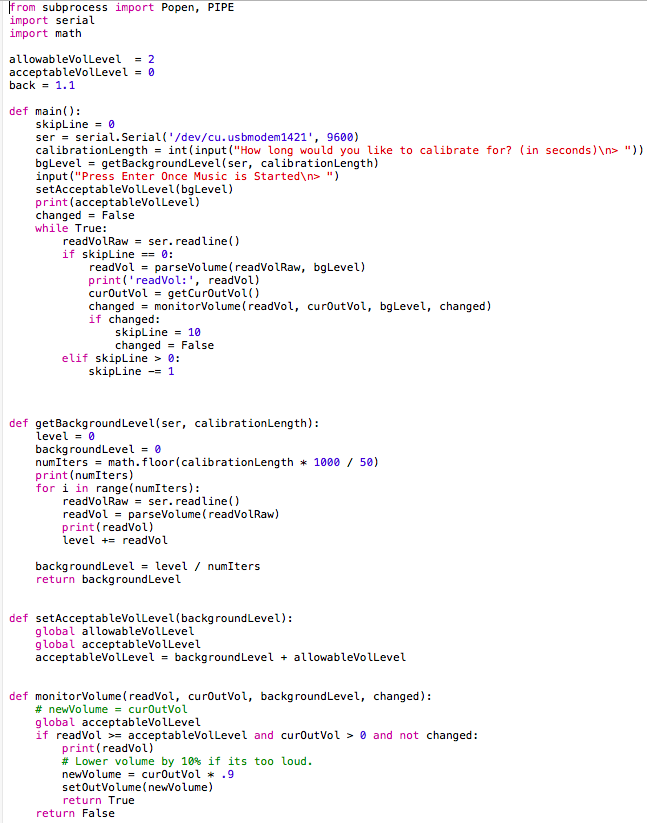 from subprocess import Popen, PIPE
import serial
import math

allowableVolLevel  = 2
acceptableVolLevel = 0
back = 1.1

def main():
    skipLine = 0
    ser = serial.Serial('/dev/cu.usbmodem1421', 9600)
    calibrationLength = int(input("How long would you like to calibrate for? (in seconds)\n> "))
    bgLevel = getBackgroundLevel(ser, calibrationLength)
    input("Press Enter Once Music is Started\n> ")
    setAcceptableVolLevel(bgLevel)
    print(acceptableVolLevel)
    changed = False
    while True:
        readVolRaw = ser.readline()
        if skipLine == 0:
            readVol = parseVolume(readVolRaw, bgLevel)
            print('readVol:', readVol)
            curOutVol = getCurOutVol()
            changed = monitorVolume(readVol, curOutVol, bgLevel, changed)
            if changed:
                skipLine = 10
                changed = False
        elif skipLine > 0:
            skipLine -= 1

def getBackgroundLevel(ser, calibrationLength):
    level = 0
    backgroundLevel = 0
    numIters = math.floor(calibrationLength * 1000 / 50)
    print(numIters)
    for i in range(numIters):
        readVolRaw = ser.readline()
        readVol = parseVolume(readVolRaw)
        print(readVol)
        level += readVol

    backgroundLevel = level / numIters
    return backgroundLevel

def setAcceptableVolLevel(backgroundLevel):
    global allowableVolLevel
    global acceptableVolLevel
    acceptableVolLevel = backgroundLevel + allowableVolLevel

def monitorVolume(readVol, curOutVol, backgroundLevel, changed):
    # newVolume = curOutVol
    global acceptableVolLevel
    if readVol >= acceptableVolLevel and curOutVol > 0 and not changed:
        print(readVol)
        # Lower volume by 10% if its too loud.
        newVolume = curOutVol * .9
        setOutVolume(newVolume)
        return True
    return False